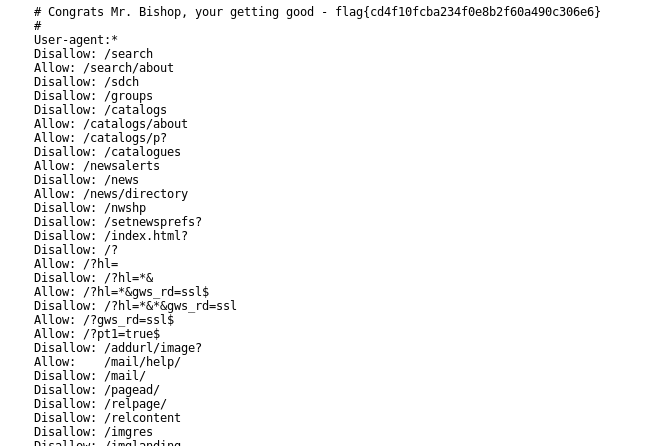 # Congrats Mr. Bishop, your getting good - flag{cd4f10fcba234f0e8b2f60a490c306e6}
#
User-agent:*
Disallow: /search
Allow: /search/about
Disallow: /sdch
Disallow: /groups
Disallow: /catalogs
Allow: /catalogs/about
Allow: /catalogs/p?
Disallow: /catalogues
Allow: /newsalerts
Disallow: /news
Allow: /news/directory
Disallow: /nwshp
Disallow: /setnewsprefs?
Disallow: /index.html?
Disallow: /?
Allow: /?hl=
Disallow: /?hl=*&
Allow: /?hl=*&gws_rd=ssl$
Disallow: /?hl=*&*&gws_rd=ssl
Allow: /?gws_rd=ssl$
Allow: /?pt1=true$
Disallow: /addurl/image?
Allow:    /mail/help/
Disallow: /mail/
Disallow: /pagead/
Disallow: /relpage/
Disallow: /relcontent
Disallow: /imgres
Disallow: /imglanding